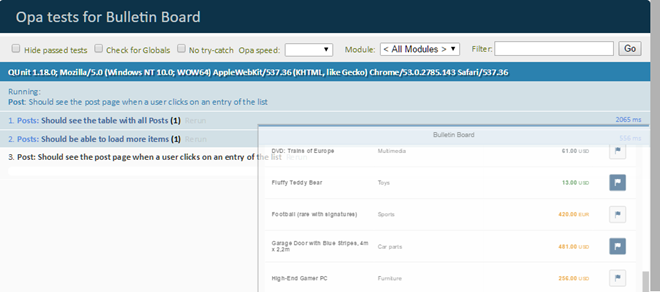 Opa tests for Bulletin Board
Hide passed tests Check for Globals No try-catch Opa speed: Module: < All Modules > Filter: Go
QUnit 1.18.0; Mozilla/5.0 (Windows NT 10.0; WOW64) AppleWebKit/537.36 (KHTML, like Gecko) Chrome/53.0.2785.143 Safari/537.36
Running:
Post: Should see the post page when a user clicks on an entry of the list
1. Posts: Should see the table with all Posts (1) Rerun 2065 ms
2. Posts: Should be able to load more items (1) Rerun ms
3. Post: Should see the post page when a user clicks on an entry of the list Rerun
Bulletin Board
DVD: Trains of Europe Multimedia 61.00 USD
Fluffy Teddy Bear Toys 13.00 USD
Football (rare with signatures) Sports 430.00 EUR
Garage Door with Blue Stripes, 4m Car parts 481.00 USD
x 2,2m
High-End Gamer PC Furniture 256.00 USD